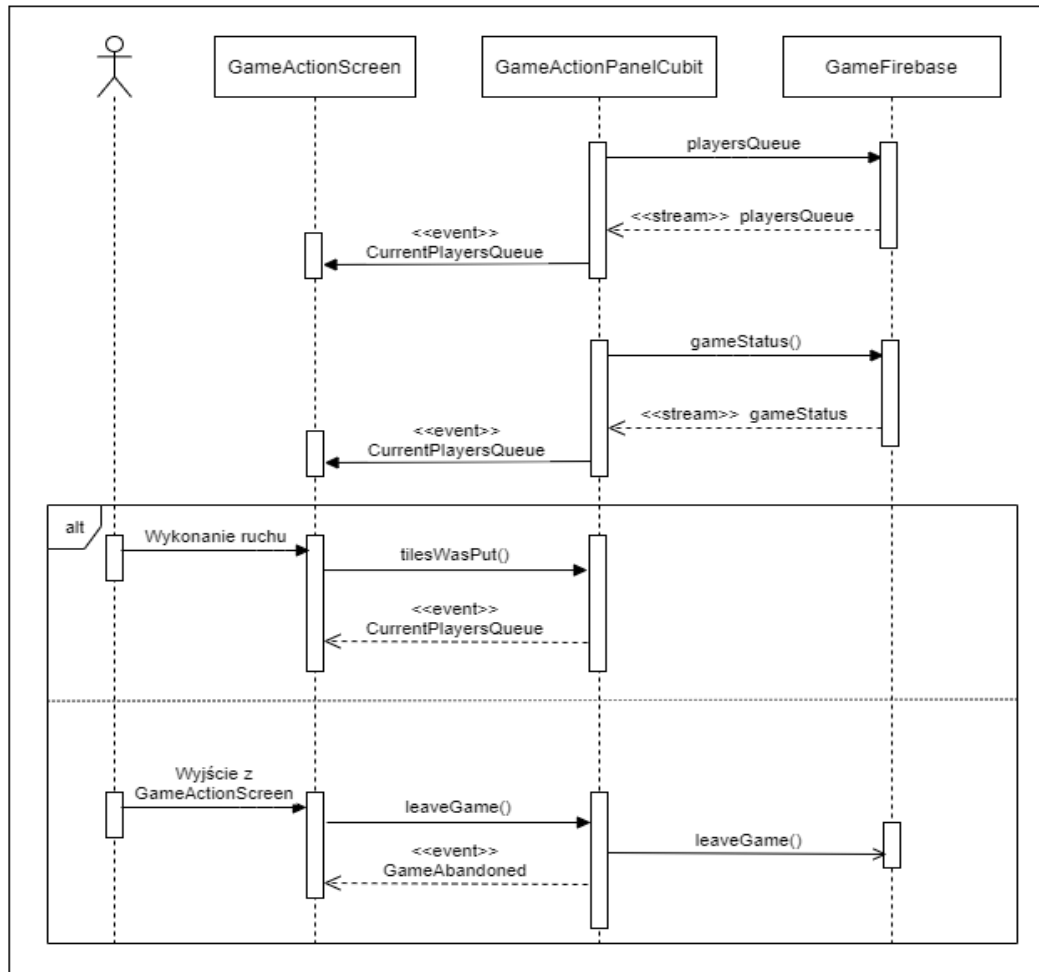 GameActionScreen
GameActionPanelCubit
GameFirebase
playersQueue
<<stream>> playersQueue
<<event>>
CurrentPlayersQueue
gameStatus()
<<stream>> gameStatus
<<event>>
CurrentPlayersQueue
alt
Wykonanie ruchu
tilesWasPut()
<<event>>
CurrentPlayersQueue
Wyjście z
GameActionScreen
leaveGame()
leaveGame()
<<event>>
GameAbandoned